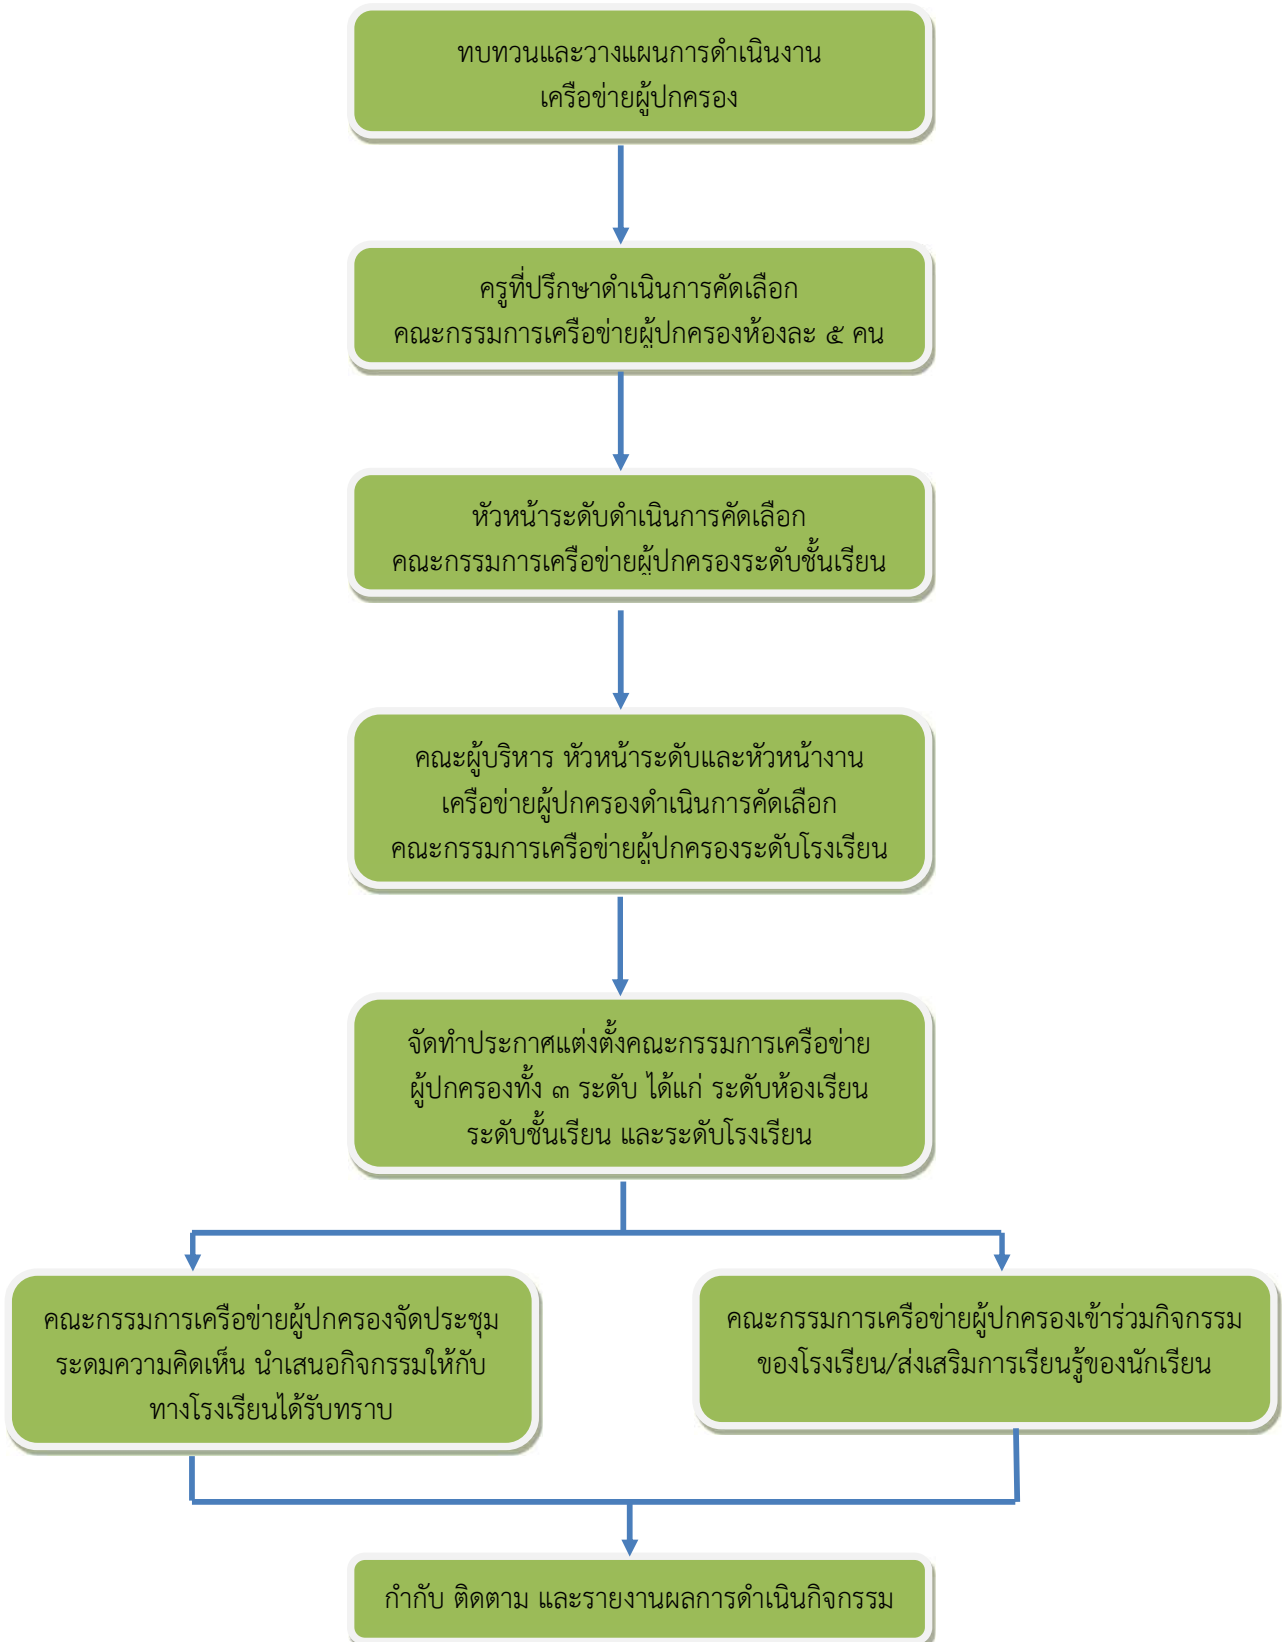 ทบทวนและวางแผนการดำเนินงาน
เครือข่ายผู้ปกครอง
ครูที่ปรึกษาดำเนินการคัดเลือก
คณะกรรมการเครือข่ายผู้ปกครองห้องละ ๕ คน
หัวหน้าระดับดำเนินการคัดเลือก
คณะกรรมการเครือข่ายผู้ปกครองระดับชั้นเรียน
คณะผู้บริหาร หัวหน้าระดับและหัวหน้างาน
เครือข่ายผู้ปกครองดำเนินการคัดเลือก
คณะกรรมการเครือข่ายผู้ปกครองระดับโรงเรียน
จัดทำประกาศแต่งตั้งคณะกรรมการเครือข่าย
ผู้ปกครองทั้ง ๓ ระดับ ได้แก่ ระดับห้องเรียน
ระดับชั้นเรียน และระดับโรงเรียน
คณะกรรมการเครือข่ายผู้ปกครองจัดประชุม
ระดมความคิดเห็น นำเสนอกิจกรรมให้กับ
ทางโรงเรียนได้รับทราบ
คณะกรรมการเครือข่ายผู้ปกครองเข้าร่วมกิจกรรม
ของโรงเรียน/ส่งเสริมการเรียนรู้ของนักเรียน
กำกับ ติดตาม และรายงานผลการดำเนินกิจกรรม